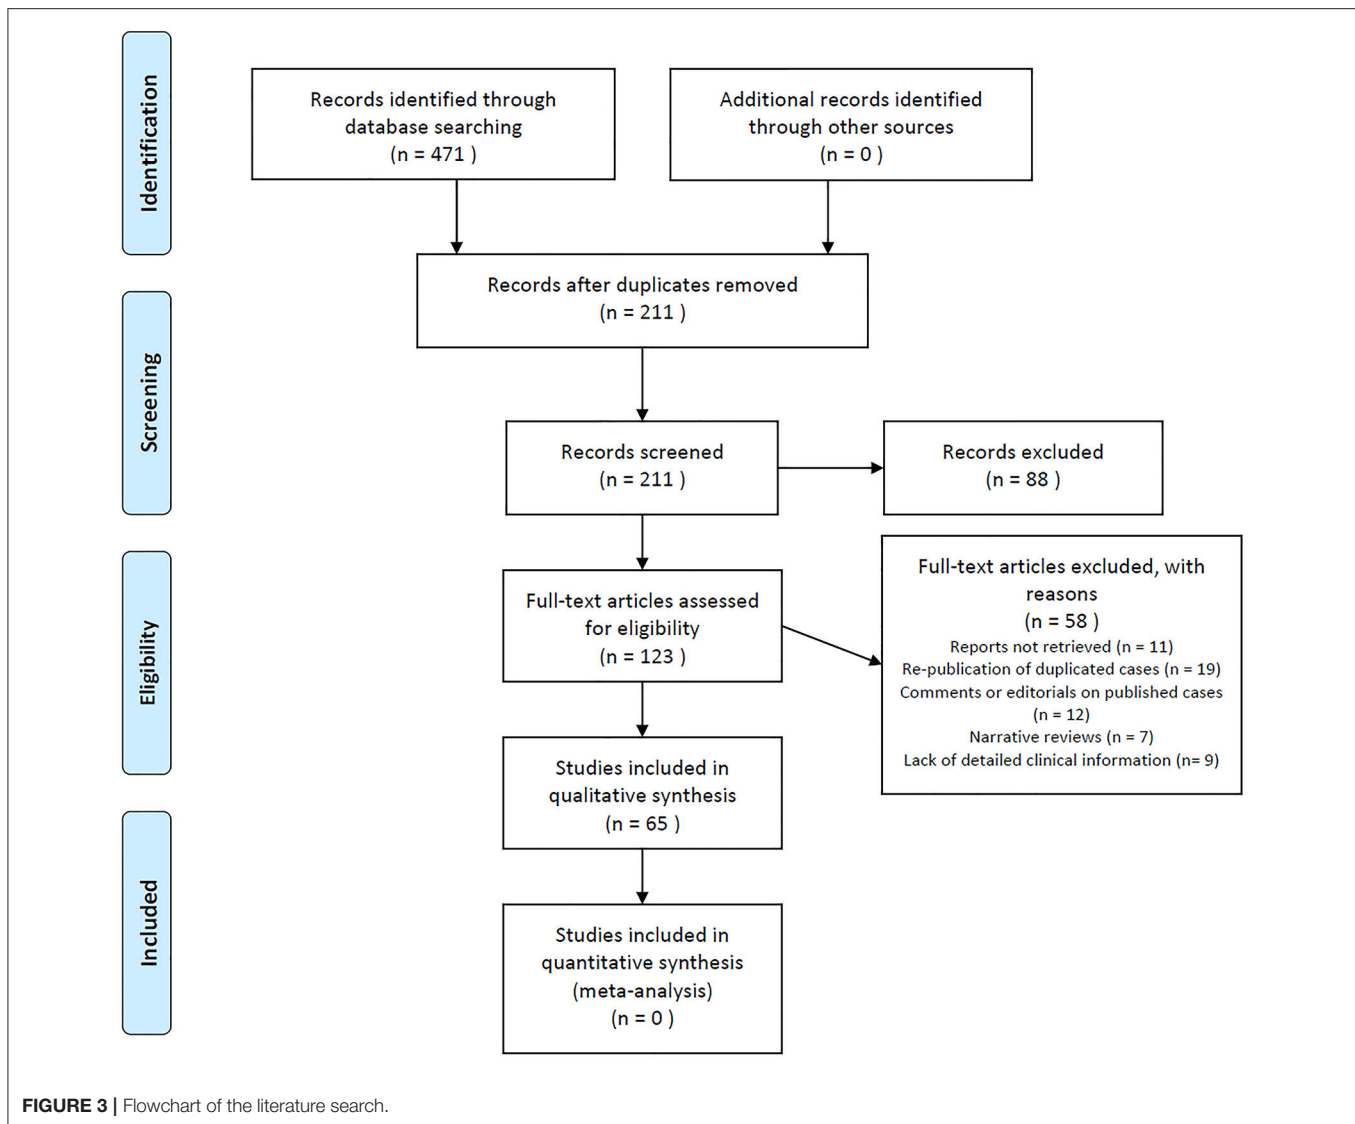 Identification
Records identified through
database searching
(n = 471 )
Additional records identified
through other sources
(n = 0 )
Records after duplicates removed
(n = 211 )
Screening
Records screened
(n = 211 )
Records excluded
(n = 88 )
Eligibility
Full-text articles assessed
for eligibility
(n = 123 )
Full-text articles excluded, with
reasons
(n = 58 )
Reports not retrieved (n = 11)
Re-publication of duplicated cases (n = 19)
Comments or editorials on published cases
(n = 12)
Narrative reviews (n = 7)
Lack of detailed clinical information (n= 9)
Studies included in
qualitative synthesis
(n = 65 )
Included
Studies included in
quantitative synthesis
(meta-analysis)
(n = 0 )
FIGURE 3 | Flowchart of the literature search.